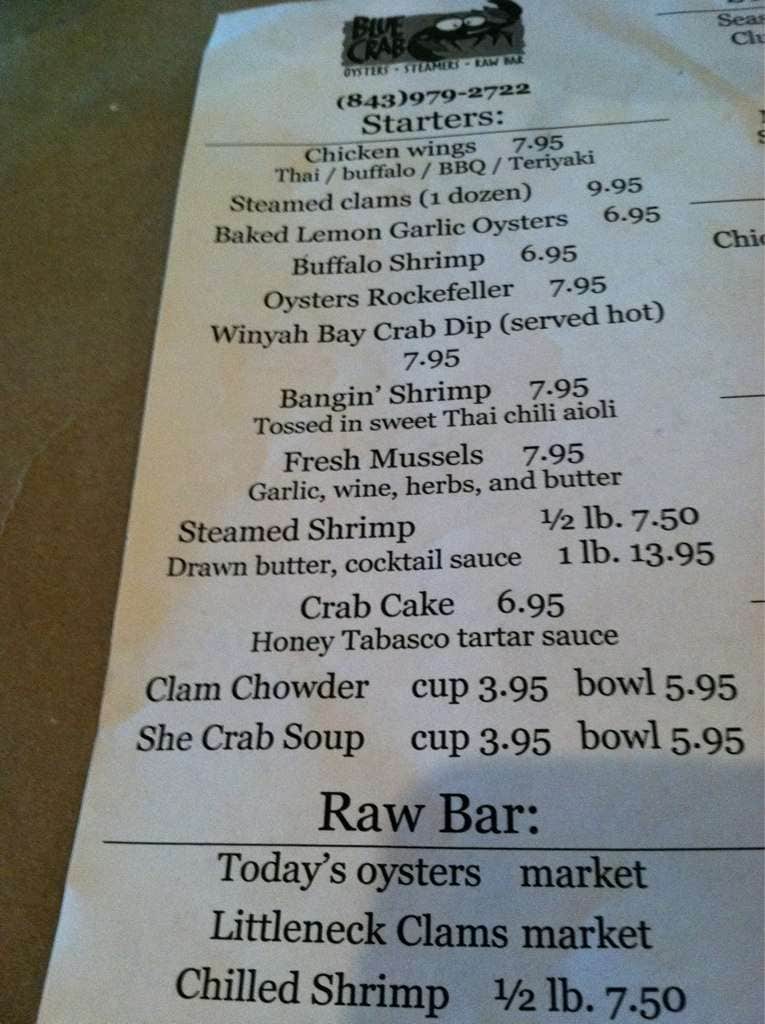 BLUE CRAB
OYSTERS - STEAMERS - RAW BAR
(843)979-2722
Starters:
Chicken wings 7.95
Thai / buffalo / BBQ / Teriyaki
Steamed clams (1 dozen) 9.95
Baked Lemon Garlic Oysters 6.95
Buffalo Shrimp 6.95
Oysters Rockefeller 7.95
Winyah Bay Crab Dip (served hot)
7.95
Bangin' Shrimp 7.95
Tossed in sweet Thai chili aioli
Fresh Mussels 7.95
Garlic, wine, herbs, and butter
Steamed Shrimp ½ lb. 7.50
Drawn butter, cocktail sauce 1 lb. 13.95
Crab Cake 6.95
Honey Tabasco tartar sauce
Clam Chowder cup 3.95 bowl 5.95
She Crab Soup cup 3.95 bowl 5.95
Raw Bar:
Today's oysters market
Littleneck Clams market
Chilled Shrimp ½ lb. 7.50